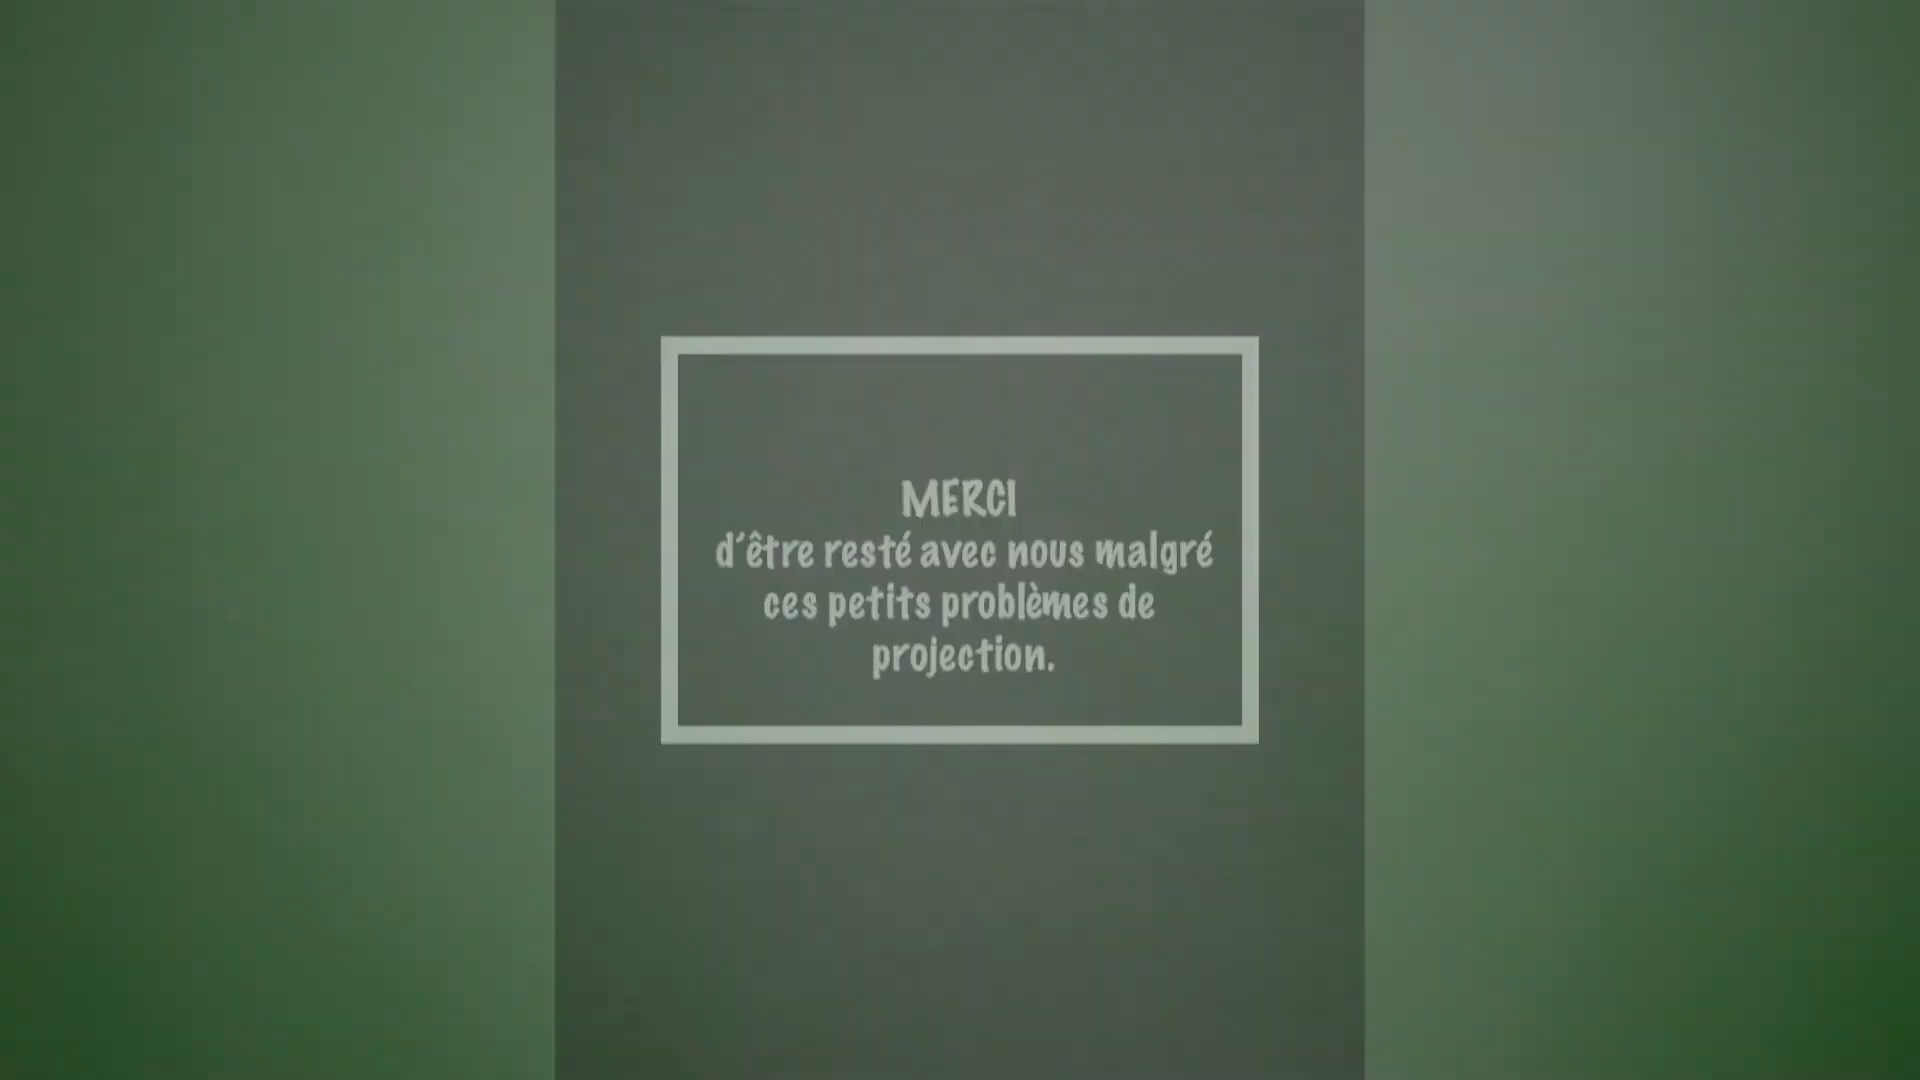 MERCI
d'être resté avec nous malgré
ces petits problèmes de
projection.